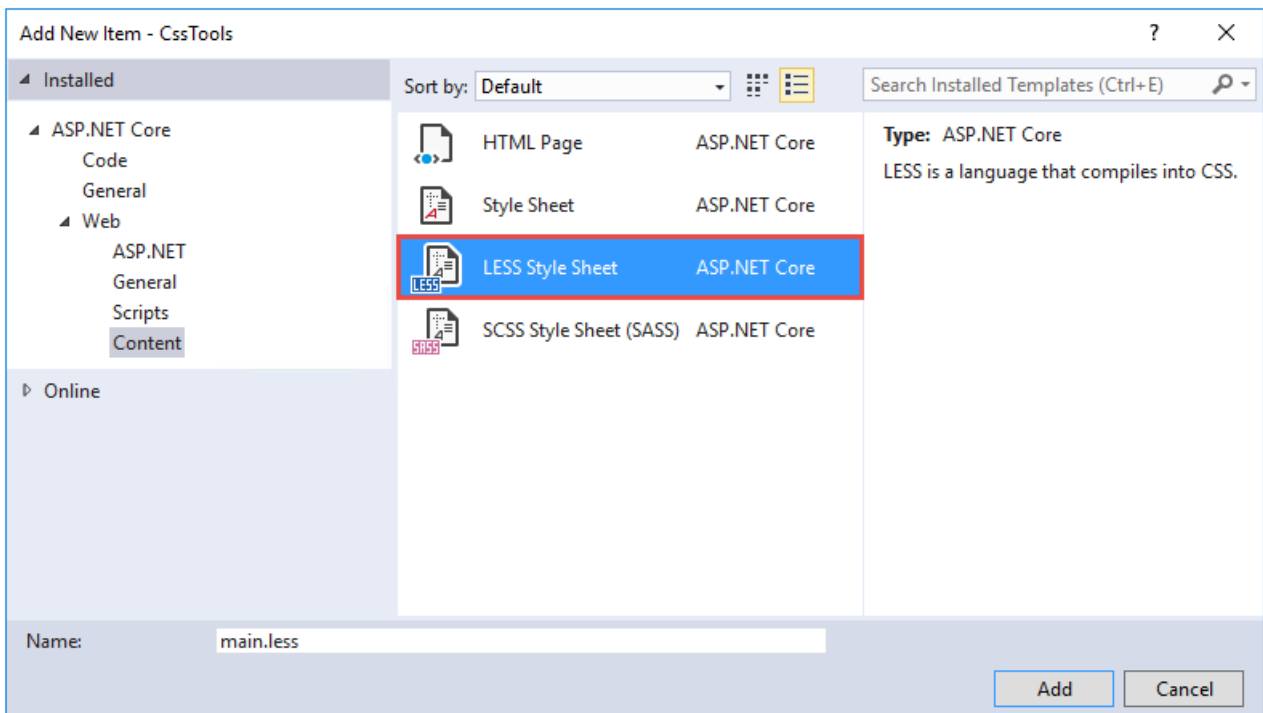 Add New Item - CssTools
?
Installed
Sort by: Default
Search Installed Templates (Ctrl+E)
ASP.NET Core
Code
General
Web
ASP.NET
General
Scripts
Content
Online
HTML Page ASP.NET Core
Style Sheet ASP.NET Core
LESS
LESS Style Sheet ASP.NET Core
SASS
SCSS Style Sheet (SASS) ASP.NET Core
Type: ASP.NET Core
LESS is a language that compiles into CSS.
Name: main.less
Add Cancel